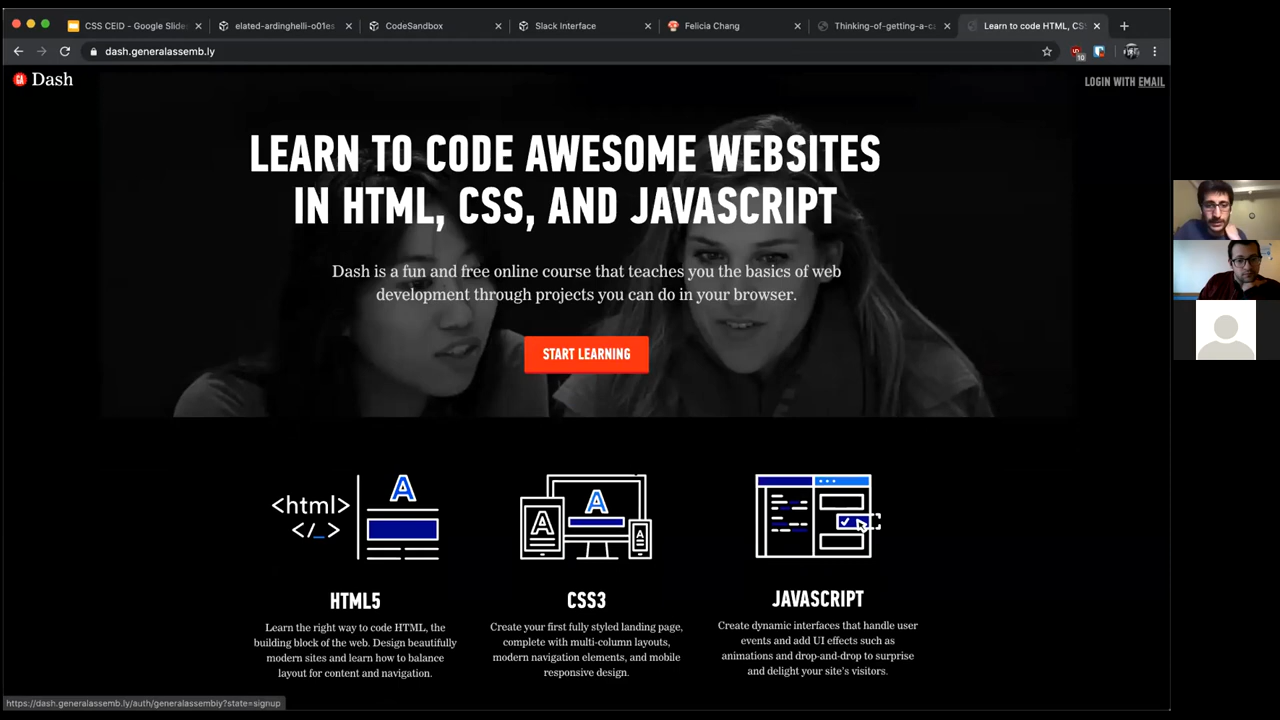 CSS CEID - Google Slide
elated-ardinghelli-o01es
CodeSandbox
Slack Interface
Felicia Chang
Thinking-of-getting-a-ca
Learn to code HTML, CS
dash.generalassemb.ly
10
GA Dash
LOGIN WITH EMAIL
LEARN TO CODE AWESOME WEBSITES
IN HTML, CSS, AND JAVASCRIPT
Dash is a fun and free online course that teaches you the basics of web
development through projects you can do in your browser.
START LEARNING
<html>
</_>
A
A
A
A
HTML5
Learn the right way to code HTML, the
building block of the web. Design beautifully
modern sites and learn how to balance
layout for content and navigation.
CSS3
Create your first fully styled landing page,
complete with multi-column layouts,
modern navigation elements, and mobile
responsive design.
JAVASCRIPT
Create dynamic interfaces that handle user
events and add UI effects such as
animations and drop-and-drop to surprise
and delight your site's visitors.
https://dash.generalassemb.ly/auth/generalassembly?state=signup